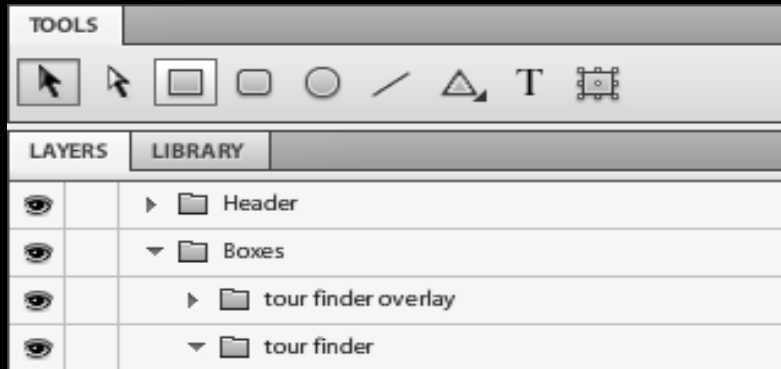 TOOLS
T
LAYERS LIBRARY
Header
Boxes
tour finder overlay
tour finder